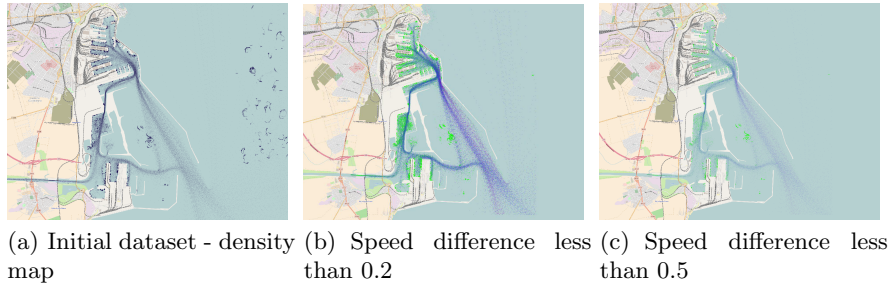 (a) Initial dataset - density
map
(b) Speed difference less
than 0.2
(c) Speed difference less
than 0.5